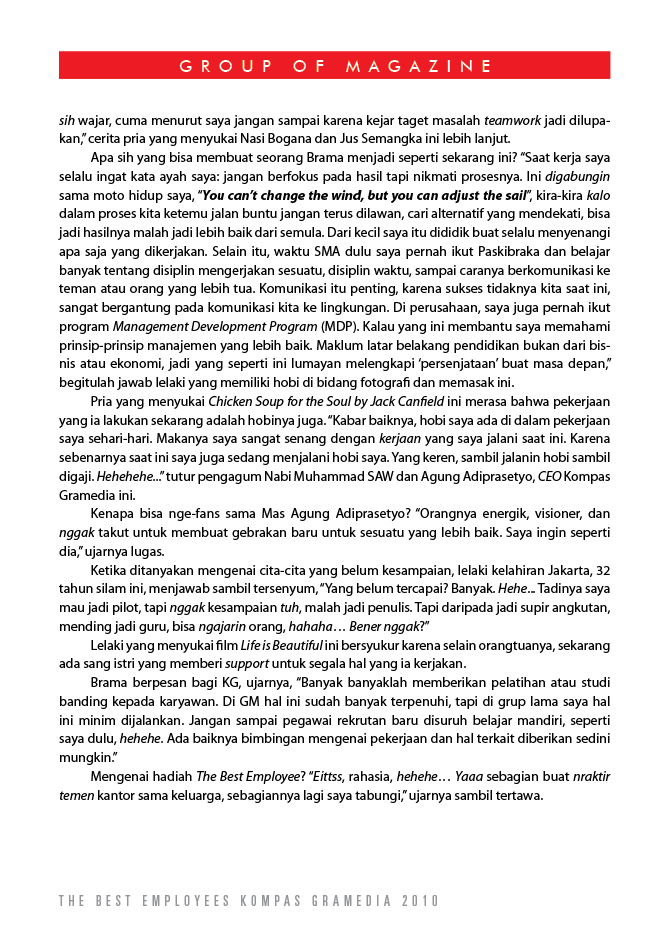 GROUP OF MAGAZINE
sih wajar, cuma menurut saya jangan sampai karena kejar taget masalah teamwork jadi dilupa-
kan,” cerita pria yang menyukai Nasi Bogana dan Jus Semangka ini lebih lanjut.
Apa sih yang bisa membuat seorang Brama menjadi seperti sekarang ini? “Saat kerja saya
selalu ingat kata ayah saya: jangan berfokus pada hasil tapi nikmati prosesnya. Ini digabungin
sama moto hidup saya, “You can’t change the wind, but you can adjust the sail”, kira-kira kalo
dalam proses kita ketemu jalan buntu jangan terus dilawan, cari alternatif yang mendekati, bisa
jadi hasilnya malah jadi lebih baik dari semula. Dari kecil saya itu dididik buat selalu menyenangi
apa saja yang dikerjakan. Selain itu, waktu SMA dulu saya pernah ikut Paskibraka dan belajar
banyak tentang disiplin mengerjakan sesuatu, disiplin waktu, sampai caranya berkomunikasi ke
teman atau orang yang lebih tua. Komunikasi itu penting, karena sukses tidaknya kita saat ini,
sangat bergantung pada komunikasi kita ke lingkungan. Di perusahaan, saya juga pernah ikut
program Management Development Program (MDP). Kalau yang ini membantu saya memahami
prinsip-prinsip manajemen yang lebih baik. Maklum latar belakang pendidikan bukan dari bis-
nis atau ekonomi, jadi yang seperti ini lumayan melengkapi ‘persenjataan’ buat masa depan,”
begitulah jawab lelaki yang memiliki hobi di bidang fotografi dan memasak ini.
Pria yang menyukai Chicken Soup for the Soul by Jack Canfield ini merasa bahwa pekerjaan
yang ia lakukan sekarang adalah hobinya juga. “Kabar baiknya, hobi saya ada di dalam pekerjaan
saya sehari-hari. Makanya saya sangat senang dengan kerjaan yang saya jalani saat ini. Karena
sebenarnya saat ini saya juga sedang menjalani hobi saya. Yang keren, sambil jalanin hobi sambil
digaji. Hehehehe...” tutur pengagum Nabi Muhammad SAW dan Agung Adiprasetyo, CEO Kompas
Gramedia ini.
Kenapa bisa nge-fans sama Mas Agung Adiprasetyo? “Orangnya energik, visioner, dan
nggak takut untuk membuat gebrakan baru untuk sesuatu yang lebih baik. Saya ingin seperti
dia,” ujarnya lugas.
Ketika ditanyakan mengenai cita-cita yang belum kesampaian, lelaki kelahiran Jakarta, 32
tahun silam ini, menjawab sambil tersenyum, “Yang belum tercapai? Banyak. Hehe... Tadinya saya
mau jadi pilot, tapi nggak kesampaian tuh, malah jadi penulis. Tapi daripada jadi supir angkutan,
mending jadi guru, bisa ngajarin orang, hahaha… Bener nggak?”
Lelaki yang menyukai film Life is Beautiful ini bersyukur karena selain orangtuanya, sekarang
ada sang istri yang memberi support untuk segala hal yang ia kerjakan.
Brama berpesan bagi KG, ujarnya, “Banyak banyaklah memberikan pelatihan atau studi
banding kepada karyawan. Di GM hal ini sudah banyak terpenuhi, tapi di grup lama saya hal
ini minim dijalankan. Jangan sampai pegawai rekrutan baru disuruh belajar mandiri, seperti
saya dulu, hehehe. Ada baiknya bimbingan mengenai pekerjaan dan hal terkait diberikan sedini
mungkin.”
Mengenai hadiah The Best Employee? “Eittss, rahasia, hehehe… Yaaa sebagian buat nraktir
temen kantor sama keluarga, sebagiannya lagi saya tabungi,” ujarnya sambil tertawa.
THE BEST EMPLOYEES KOMPAS GRAMEDIA 2010